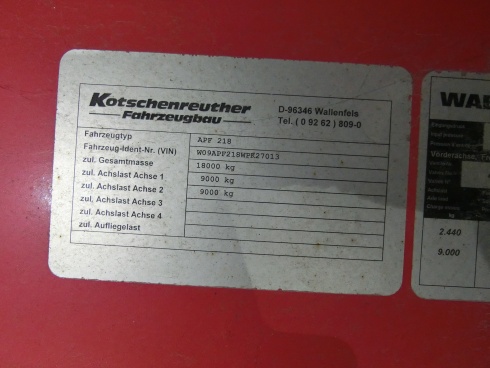 Kotschenreuther
Fahrzeugbau
D-96346 Wallenfels
Tel. ( 0 92 62 ) 809-0
Fahrzeugtyp APF 218
Fahrzeug-Ident-Nr. (VIN) W09APF218WPK27013
zul. Gesamtmasse 18000 kg
zul. Achslast Achse 1 9000 kg
zul. Achslast Achse 2 9000 kg
zul. Achslast Achse 3
zul. Achslast Achse 4
zul. Aufliegelast
2.440
9.000